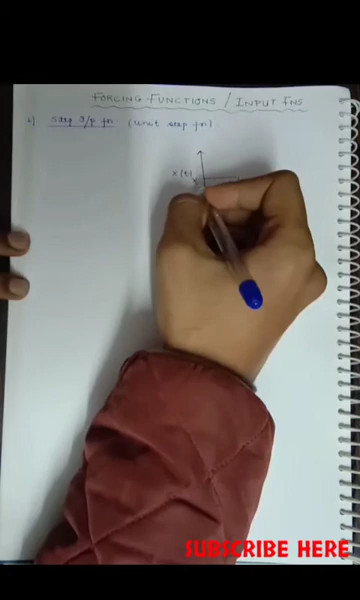 FORCING FUNCTIONS / INPUT FNS
1) Step I/p fn. (Unit step fn).
x(t)
SUBSCRIBE HERE